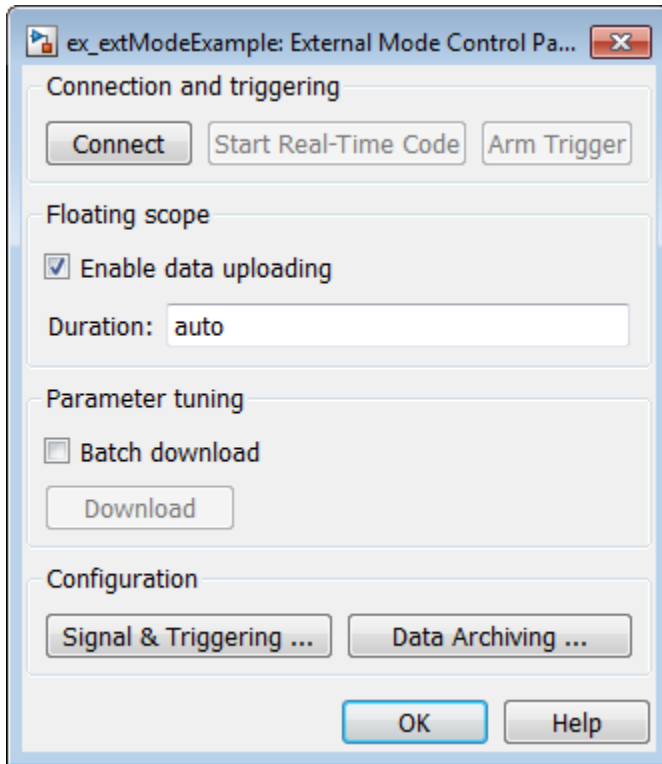 ex_extModeExample: External Mode Control Pa...
Connection and triggering
Connect Start Real-Time Code Arm Trigger
Floating scope
Enable data uploading
Duration: auto
Parameter tuning
Batch download
Download
Configuration
Signal & Triggering ... Data Archiving ...
OK Help